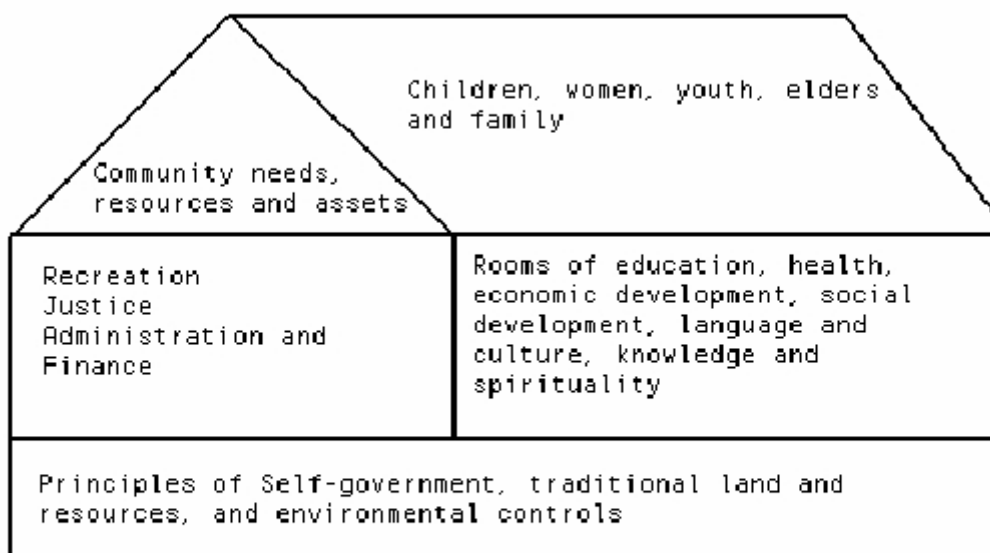 Children, women, youth, elders
and family
Community needs,
resources and assets
Recreation
Justice
Administration and
Finance
Rooms of education, health,
economic development, social
development, language and
culture, knowledge and
spirituality
Principles of Self-government, traditional land and
resources, and environmental controls